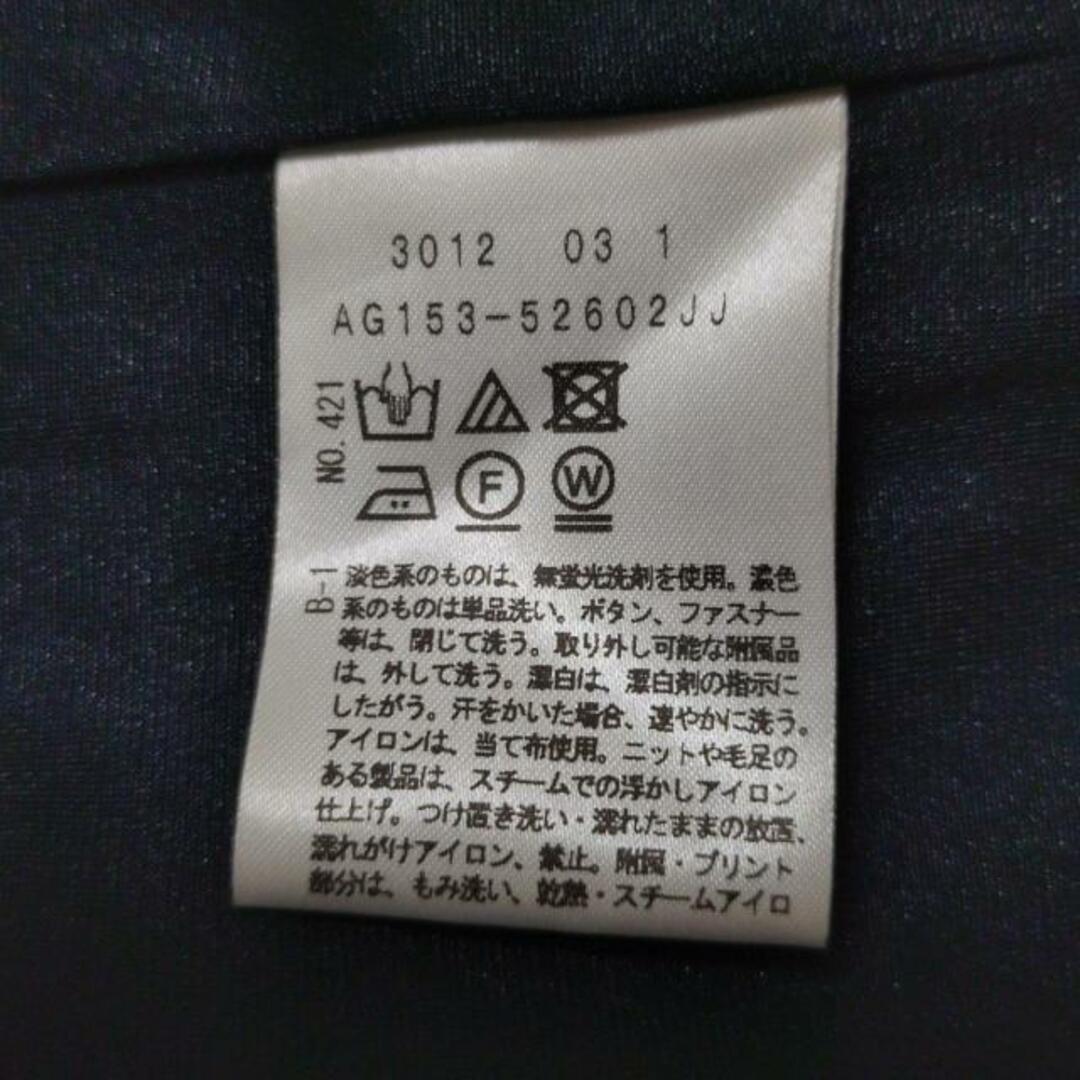 3012 03 1
AG153-52602JJ
NO. 421
F W
B-1
淡色系のものは、無蛍光洗剤を使用。濃色
系のものは単品洗い。ボタン、ファスナー
等は、閉じて洗う。取り外し可能な附属品
は、外して洗う。漂白は、漂白剤の指示に
したがう。汗をかいた場合、速やかに洗う。
アイロンは、当て布使用。ニットや毛足の
ある製品は、スチームでの浮かしアイロン
仕上げ。つけ置き洗い・濡れたままの放置、
濡れがけアイロン、禁止。附属・プリント
部分は、もみ洗い、乾熱・スチームアイロ